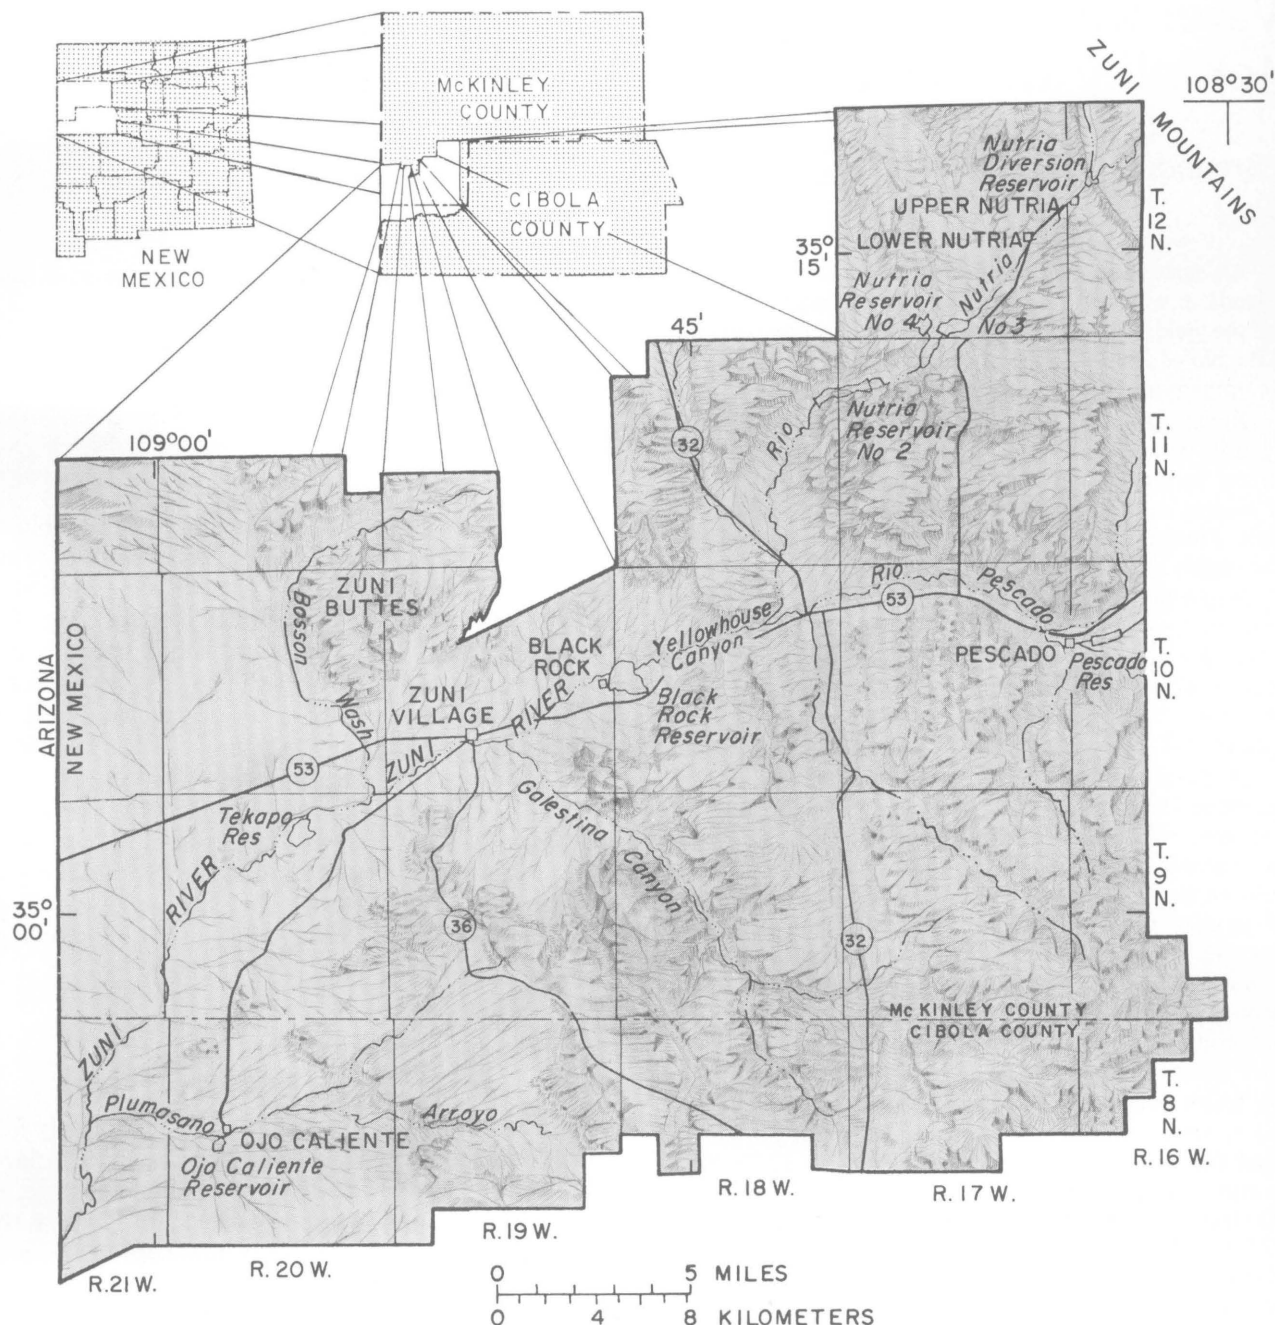 McKINLEY
COUNTY
CIBOLA
COUNTY
NEW
MEXICO
ZUNI
MOUNTAINS
108°30'
Nutria
Diversion
Reservoir
UPPER NUTRIA
LOWER NUTRIA
T.
12
N.
35°
15'
Nutria
Reservoir
No 4
Nutria
No 3
45'
32
Rio
Nutria
Reservoir
No 2
T.
11
N.
109°00'
ZUNI
BUTTES
Bosson
Wash
Rio
Pescado
53
Yellowhouse
Canyon
BLACK
ROCK
PESCADO
Pescado
Res
T.
10
N.
ARIZONA
NEW MEXICO
ZUNI
VILLAGE
RIVER
Black
Rock
Reservoir
ZUNI
53
Tekapo
Res
Galestina
Canyon
RIVER
T.
9
N.
35°
00'
36
32
McKINLEY COUNTY
CIBOLA COUNTY
ZUNI
Plumasano
Arroyo
OJO CALIENTE
Ojo Caliente
Reservoir
T.
8
N.
R. 16 W.
R. 18 W.
R. 17 W.
R. 19 W.
R. 20 W.
R. 21 W.
0 5 MILES
0 4 8 KILOMETERS